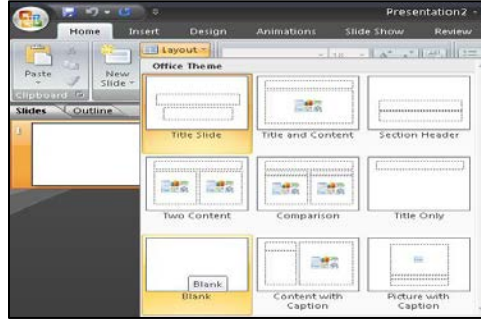 Presentation2 -
Home Insert Design Animations Slide Show Review
Layout
Paste New Slide
Clipboard
Office Theme
Slides Outline
1
Title Slide Title and Content Section Header
Two Content Comparison Title Only
Blank
Blank Content with Caption Picture with Caption